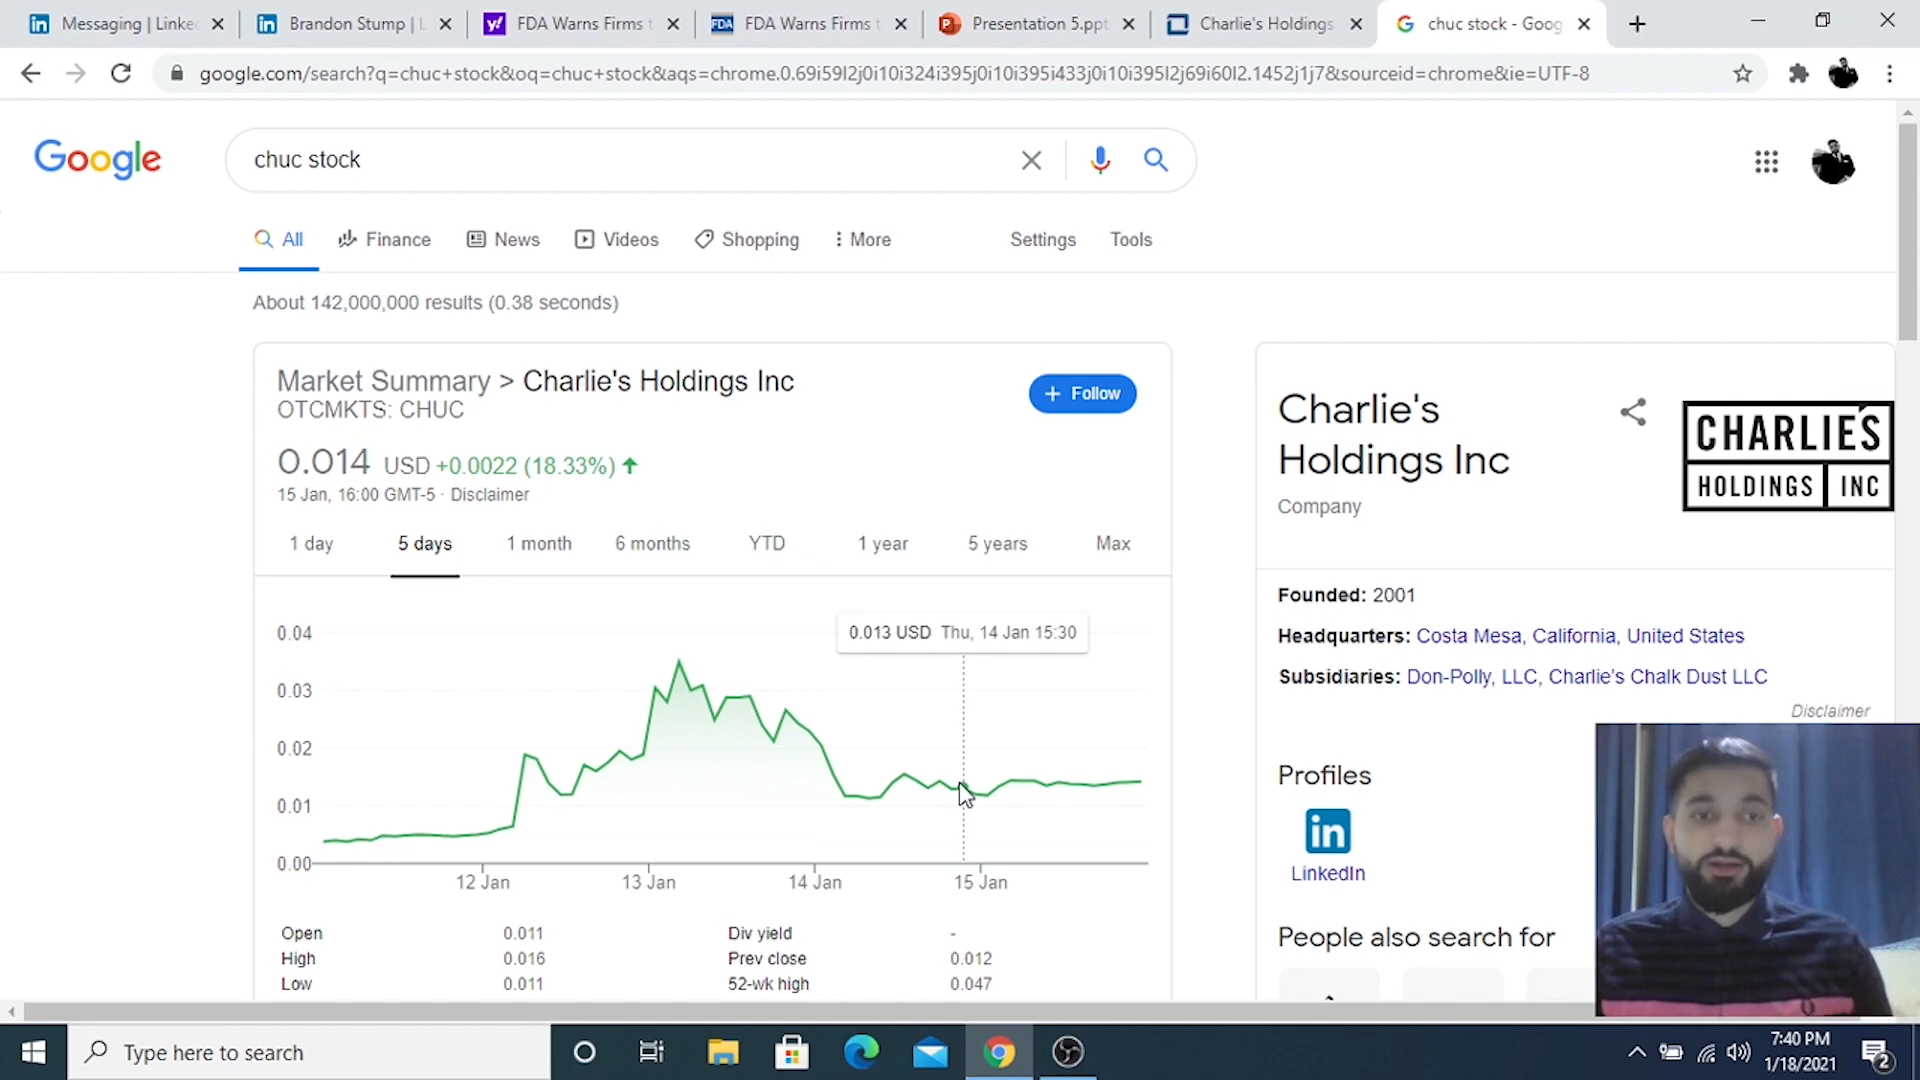 Messaging | Linke
Brandon Stump | L
FDA Warns Firms t
FDA Warns Firms t
Presentation 5.ppt
Charlie's Holdings
chuc stock - Goog
google.com/search?q=chuc+stock&oq=chuc+stock&aqs=chrome.0.69i59l2j0i10i324i395j0i10i395i433j0i10i395l2j69i60l2.1452j1j7&sourceid=chrome&ie=UTF-8
Google
chuc stock
All
Finance
News
Videos
Shopping
More
Settings
Tools
About 142,000,000 results (0.38 seconds)
Market Summary > Charlie's Holdings Inc
OTCMKTS: CHUC
+ Follow
0.014 USD +0.0022 (18.33%)
15 Jan, 16:00 GMT-5 · Disclaimer
1 day
5 days
1 month
6 months
YTD
1 year
5 years
Max
0.013 USD Thu, 14 Jan 15:30
0.04
0.03
0.02
0.01
0.00
12 Jan
13 Jan
14 Jan
15 Jan
Open 0.011
High 0.016
Low 0.011
Div yield -
Prev close 0.012
52-wk high 0.047
Charlie's
Holdings Inc
Company
CHARLIE'S
HOLDINGS INC
Founded: 2001
Headquarters: Costa Mesa, California, United States
Subsidiaries: Don-Polly, LLC, Charlie's Chalk Dust LLC
Disclaimer
Profiles
in
LinkedIn
People also search for
Type here to search
7:40 PM
1/18/2021
2